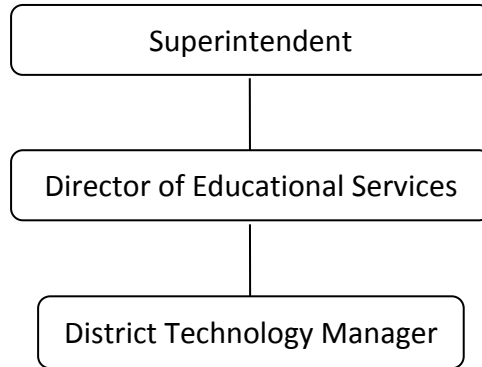 Superintendent
Director of Educational Services
District Technology Manager